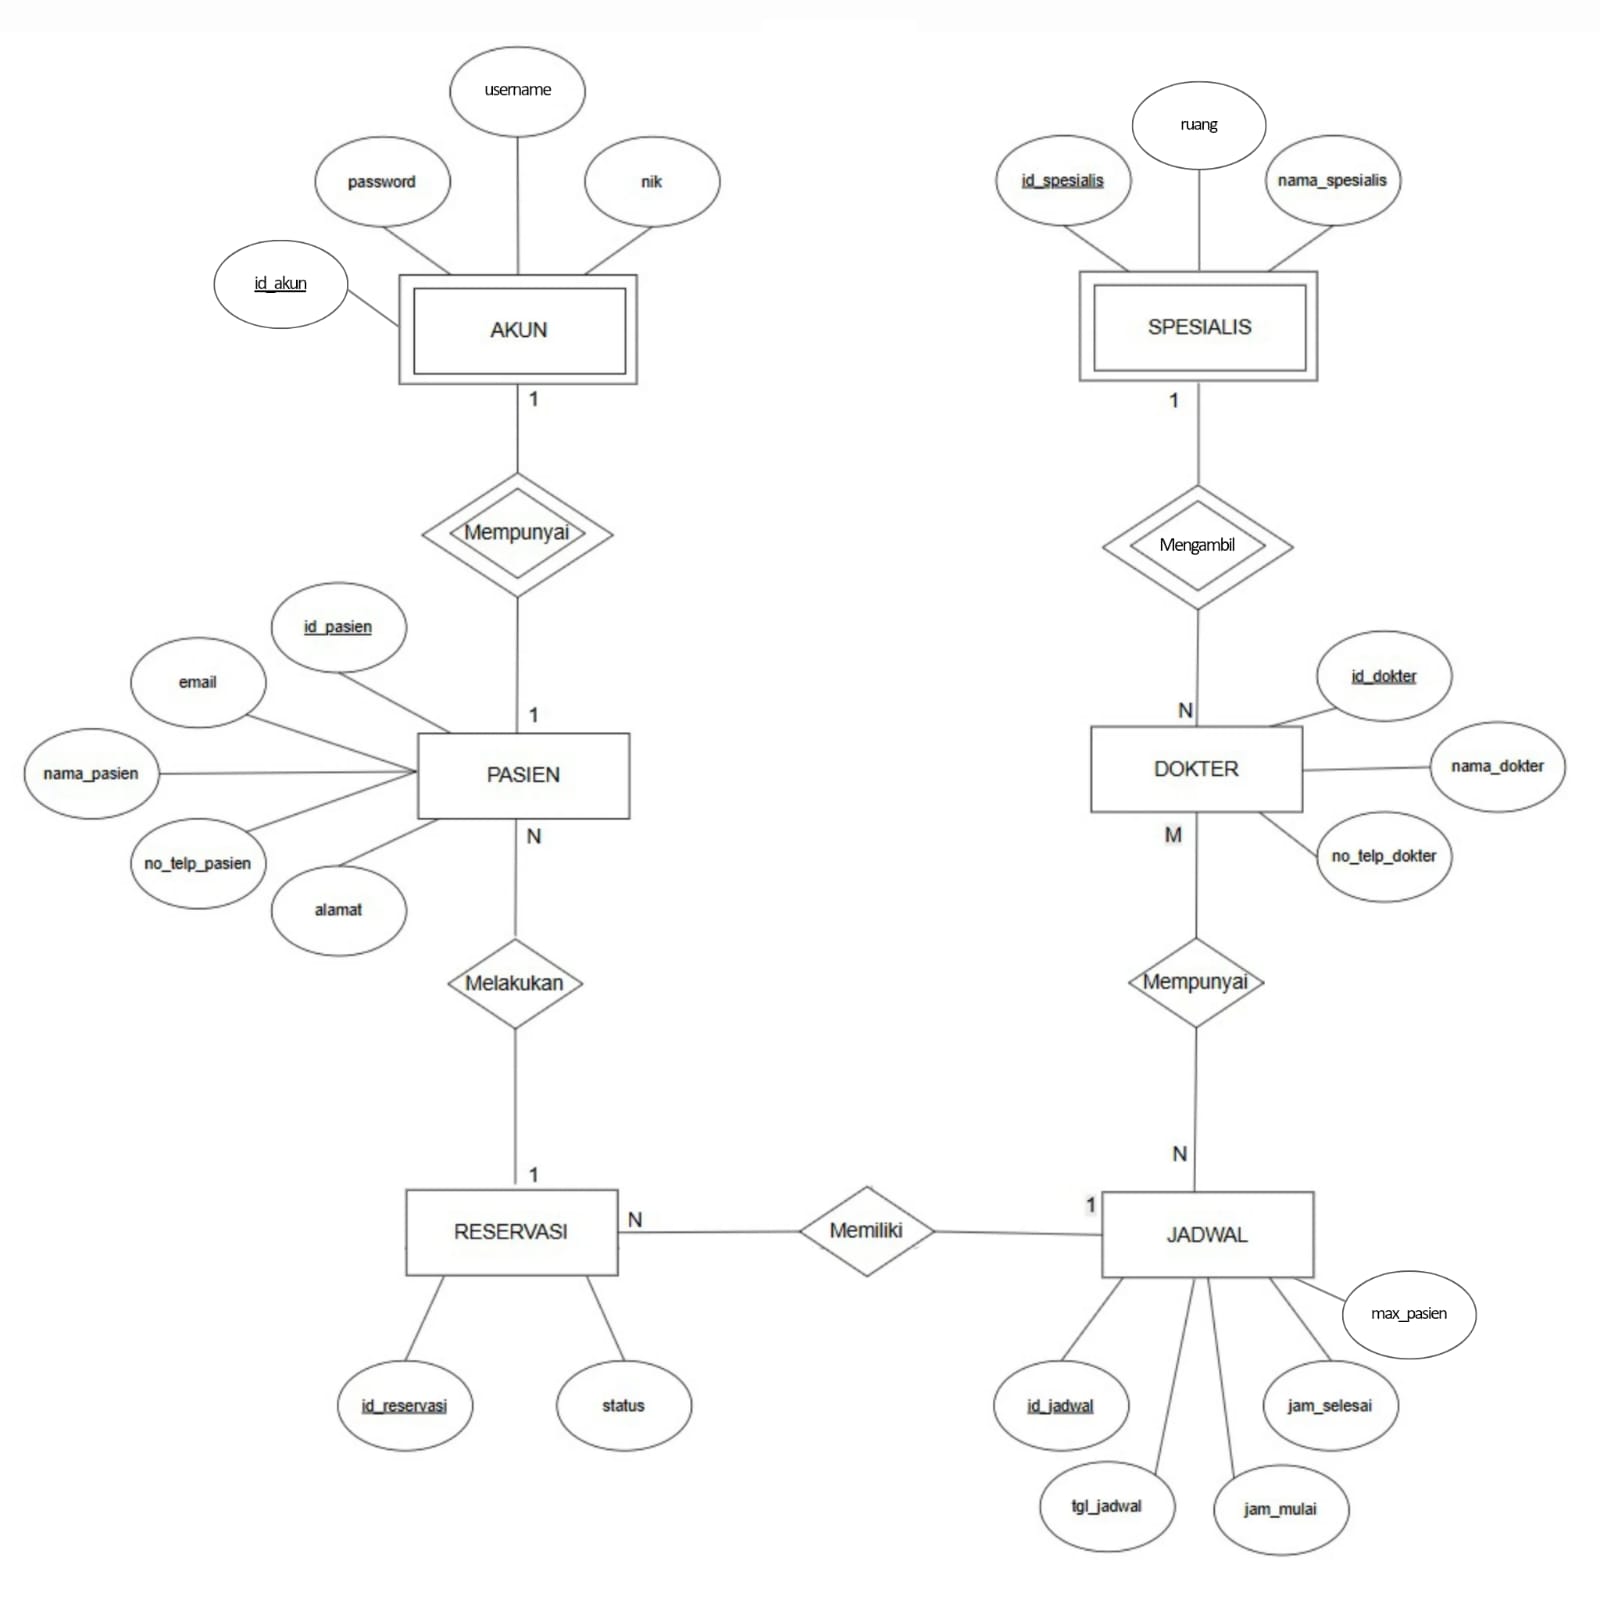 username
ruang
password
nik
id_spesialis
nama_spesialis
id_akun
AKUN
SPESIALIS
1
1
Mempunyai
Mengambil
id_pasien
email
id_dokter
N
1
nama_pasien
PASIEN
DOKTER
nama_dokter
N
M
no_telp_pasien
no_telp_dokter
alamat
Melakukan
Mempunyai
N
1
1
N
RESERVASI
Memiliki
JADWAL
max_pasien
id_reservasi
status
id_jadwal
jam_selesai
tgl_jadwal
jam_mulai